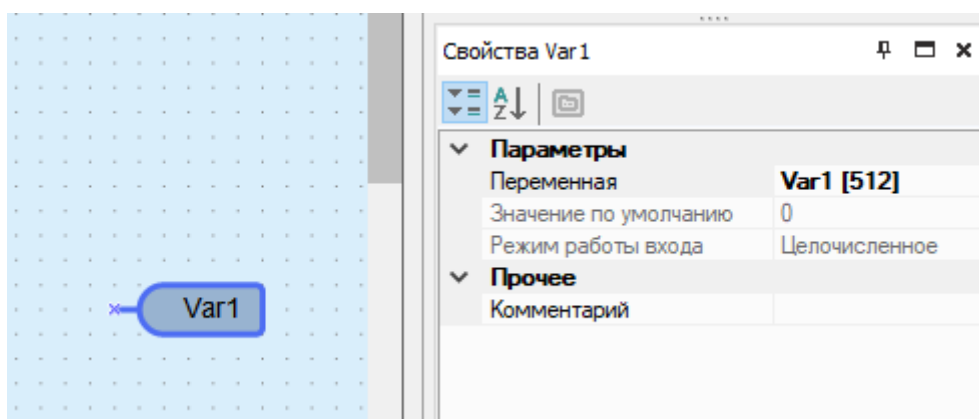 Свойства Var1
A
Z
Параметры
Переменная Var1 [512]
Значение по умолчанию 0
Режим работы входа Целочисленное
Прочее
Комментарий
Var1